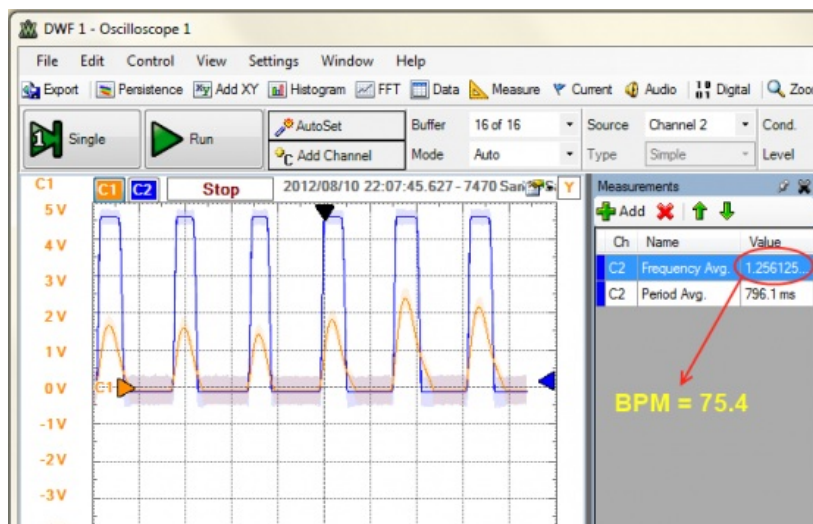 DWF 1 - Oscilloscope 1
File Edit Control View Settings Window Help
Export Persistence Add XY Histogram FFT Data Measure Current Audio Digital Zoo
Single Run AutoSet Buffer 16 of 16 Source Channel 2 Cond.
Add Channel Mode Auto Type Simple Level
C1 C1 C2 Stop 2012/08/10 22:07:45.627 - 7470 Y Measurements
5 V Add
4 V Ch Name Value
3 V C2 Frequency Avg. 1.256125...
2 V C2 Period Avg. 796.1 ms
1 V
0 V C1
BPM = 75.4
-1 V
-2 V
-3 V